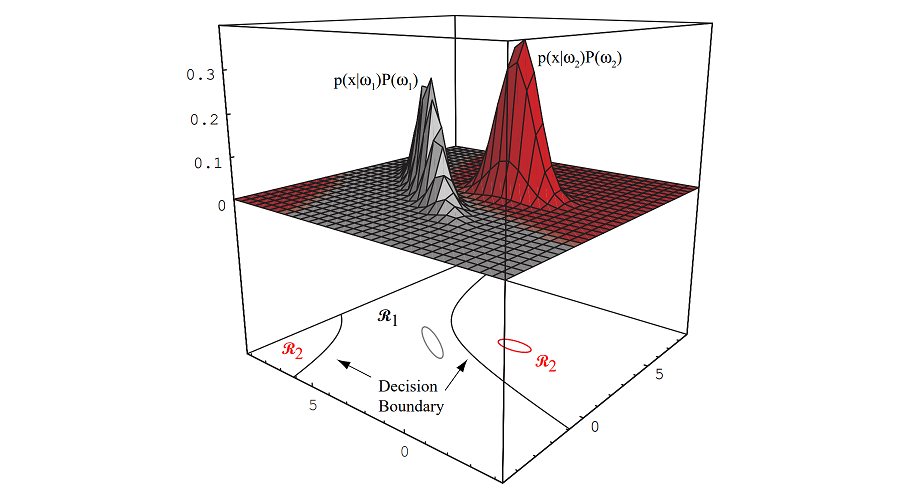 0.3
p(x|ω₂)P(ω₂)
p(x|ω₁)P(ω₁)
0.2
0.1
0
ℛ₁
ℛ₂
ℛ₂
Decision
Boundary
5
5
0
0